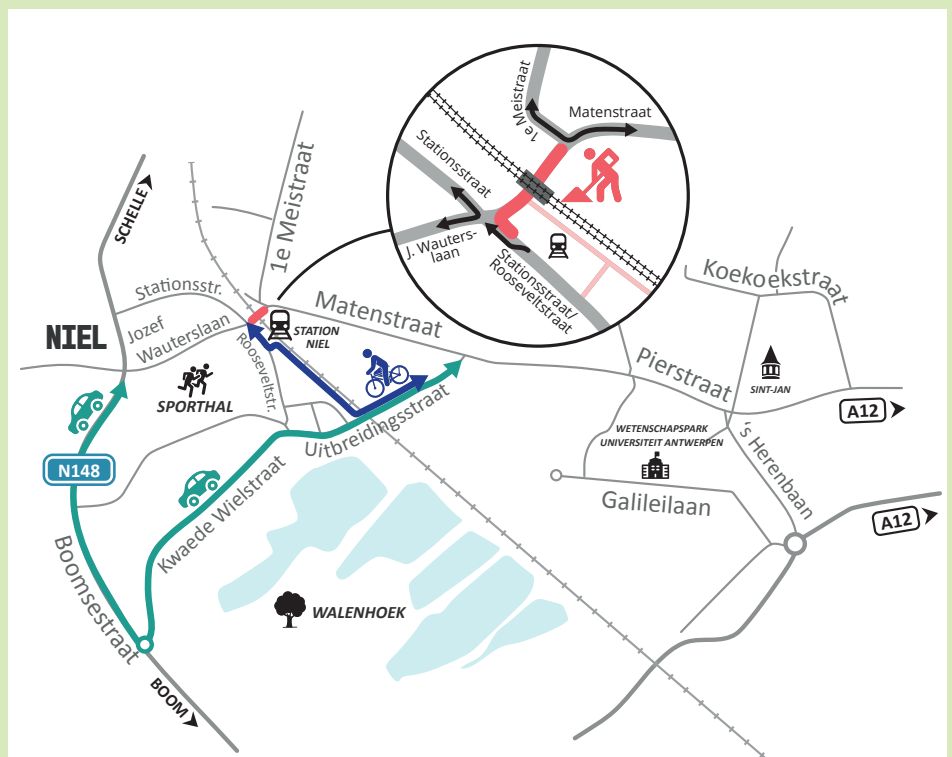 1e Meistraat
Matenstraat
Stationsstraat
J. Wauters-
laan
Stationsstraat/
Rooseveltstraat
SCHELLE
1e Meistraat
Stationsstr.
NIEL
Jozef
Wauterslaan
Rooseveltstr.
STATION
NIEL
Matenstraat
SPORTHAL
Uitbreidingsstraat
Koekoekstraat
Pierstraat
SINT-JAN
A12
WETENSCHAPSPARK
UNIVERSITEIT ANTWERPEN
's Herenbaan
Galileilaan
A12
N148
Kwaede Wielstraat
Boomsestraat
WALENHOEK
BOOM